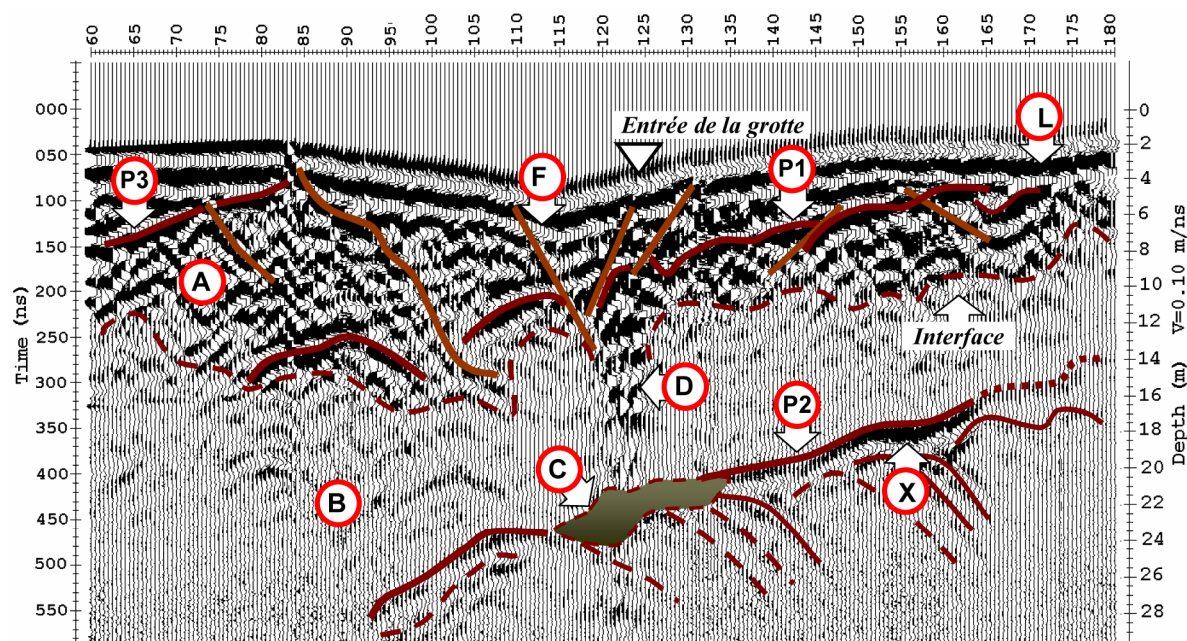 60 65 70 75 80 85 90 95 100 105 110 115 120 125 130 135 140 145 150 155 160 165 170 175 180
Time (ns)
000
050
100
150
200
250
300
350
400
450
500
550
Depth (m) V=0.10 m/ns
0
2
4
6
8
10
12
14
16
18
20
22
24
26
28
Entrée de la grotte
L
P3
F
P1
A
Interface
D
P2
C
X
B